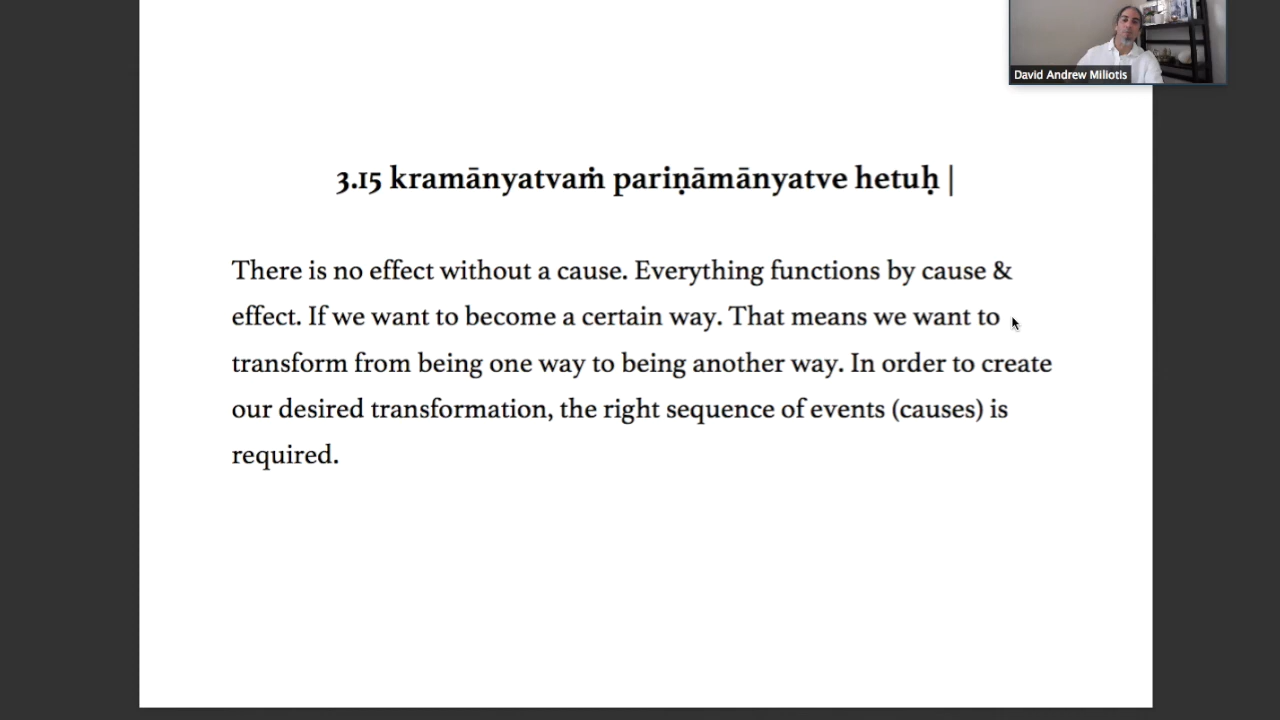 David Andrew Miliotis
3.15 kramānyatvaṁ pariṇāmānyatve hetuḥ |
There is no effect without a cause. Everything functions by cause &
effect. If we want to become a certain way. That means we want to
transform from being one way to being another way. In order to create
our desired transformation, the right sequence of events (causes) is
required.